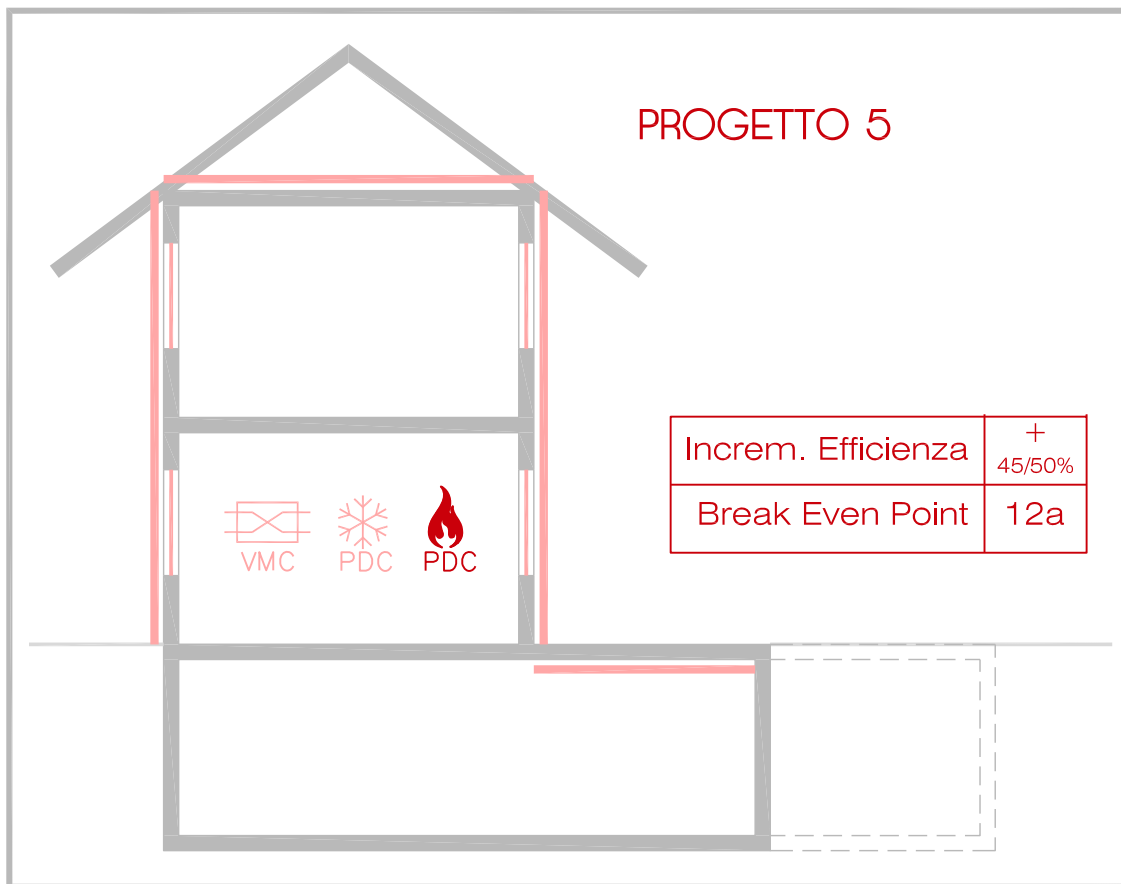 PROGETTO 5
Increm. Efficienza + 45/50%
Break Even Point 12a
VMC PDC PDC